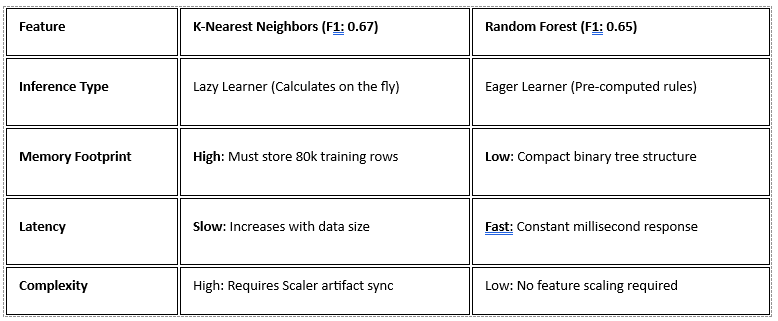 Feature K-Nearest Neighbors (F1: 0.67) Random Forest (F1: 0.65)
Inference Type Lazy Learner (Calculates on the fly) Eager Learner (Pre-computed rules)
Memory Footprint High: Must store 80k training rows Low: Compact binary tree structure
Latency Slow: Increases with data size Fast: Constant millisecond response
Complexity High: Requires Scaler artifact sync Low: No feature scaling required